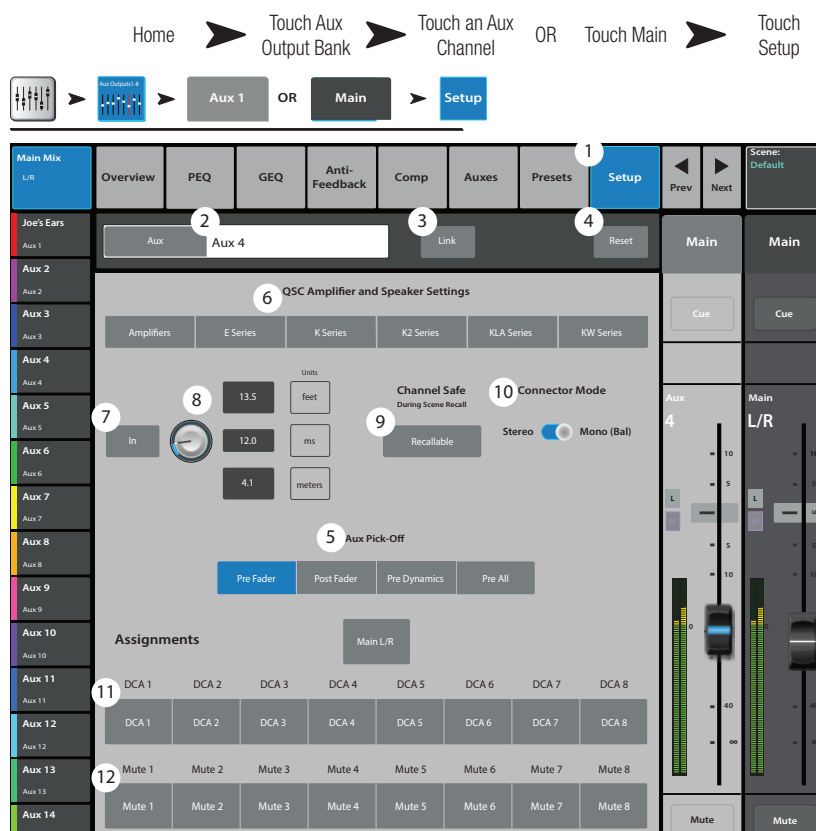 Home
Touch Aux
Output Bank
Touch an Aux
Channel
OR
Touch Main
Touch
Setup
Aux Outputs1-8
Aux 1
OR
Main
Setup
Main Mix
L/R
Overview
PEQ
GEQ
Anti-
Feedback
Comp
Auxes
Presets
1
Setup
Prev
Next
Scene:
Default
Joe's Ears
Aux 1
Aux 2
Aux 2
Aux 3
Aux 3
Aux 4
Aux 4
Aux 5
Aux 5
Aux 6
Aux 6
Aux 7
Aux 7
Aux 8
Aux 8
Aux 9
Aux 9
Aux 10
Aux 10
Aux 11
Aux 11
Aux 12
Aux 12
Aux 13
Aux 13
Aux 14
2
Aux
Aux 4
3
Link
4
Reset
6
QSC Amplifier and Speaker Settings
Amplifiers
E Series
K Series
K2 Series
KLA Series
KW Series
7
In
8
Units
13.5
feet
12.0
ms
4.1
meters
Channel Safe
During Scene Recall
9
Recallable
10
Connector Mode
Stereo
Mono (Bal)
5
Aux Pick-Off
Pre Fader
Post Fader
Pre Dynamics
Pre All
Assignments
Main L/R
11
DCA 1
DCA 2
DCA 3
DCA 4
DCA 5
DCA 6
DCA 7
DCA 8
DCA 1
DCA 2
DCA 3
DCA 4
DCA 5
DCA 6
DCA 7
DCA 8
12
Mute 1
Mute 2
Mute 3
Mute 4
Mute 5
Mute 6
Mute 7
Mute 8
Mute 1
Mute 2
Mute 3
Mute 4
Mute 5
Mute 6
Mute 7
Mute 8
Main
Cue
Aux
4
10
5
L
5
10
0
40
∞
Mute
Main
Cue
Main
L/R
L
0
Mute